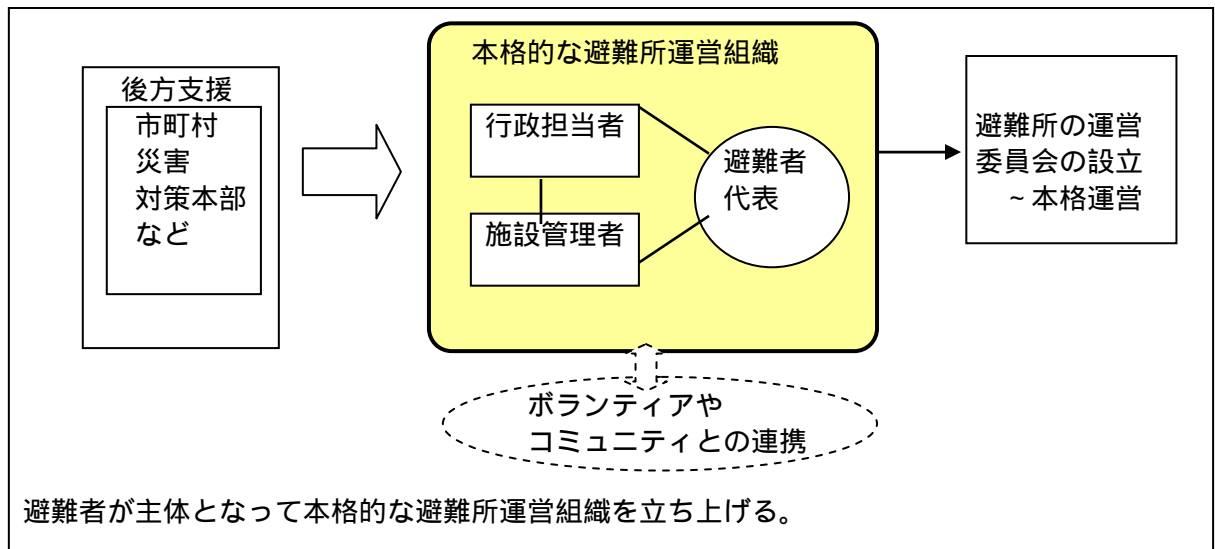 本格的な避難所運営組織
後方支援
市町村
災害
対策本部
など
行政担当者
施設管理者
避難者
代表
避難所の運営
委員会の設立
~本格運営
ボランティアや
コミュニティとの連携
避難者が主体となって本格的な避難所運営組織を立ち上げる。